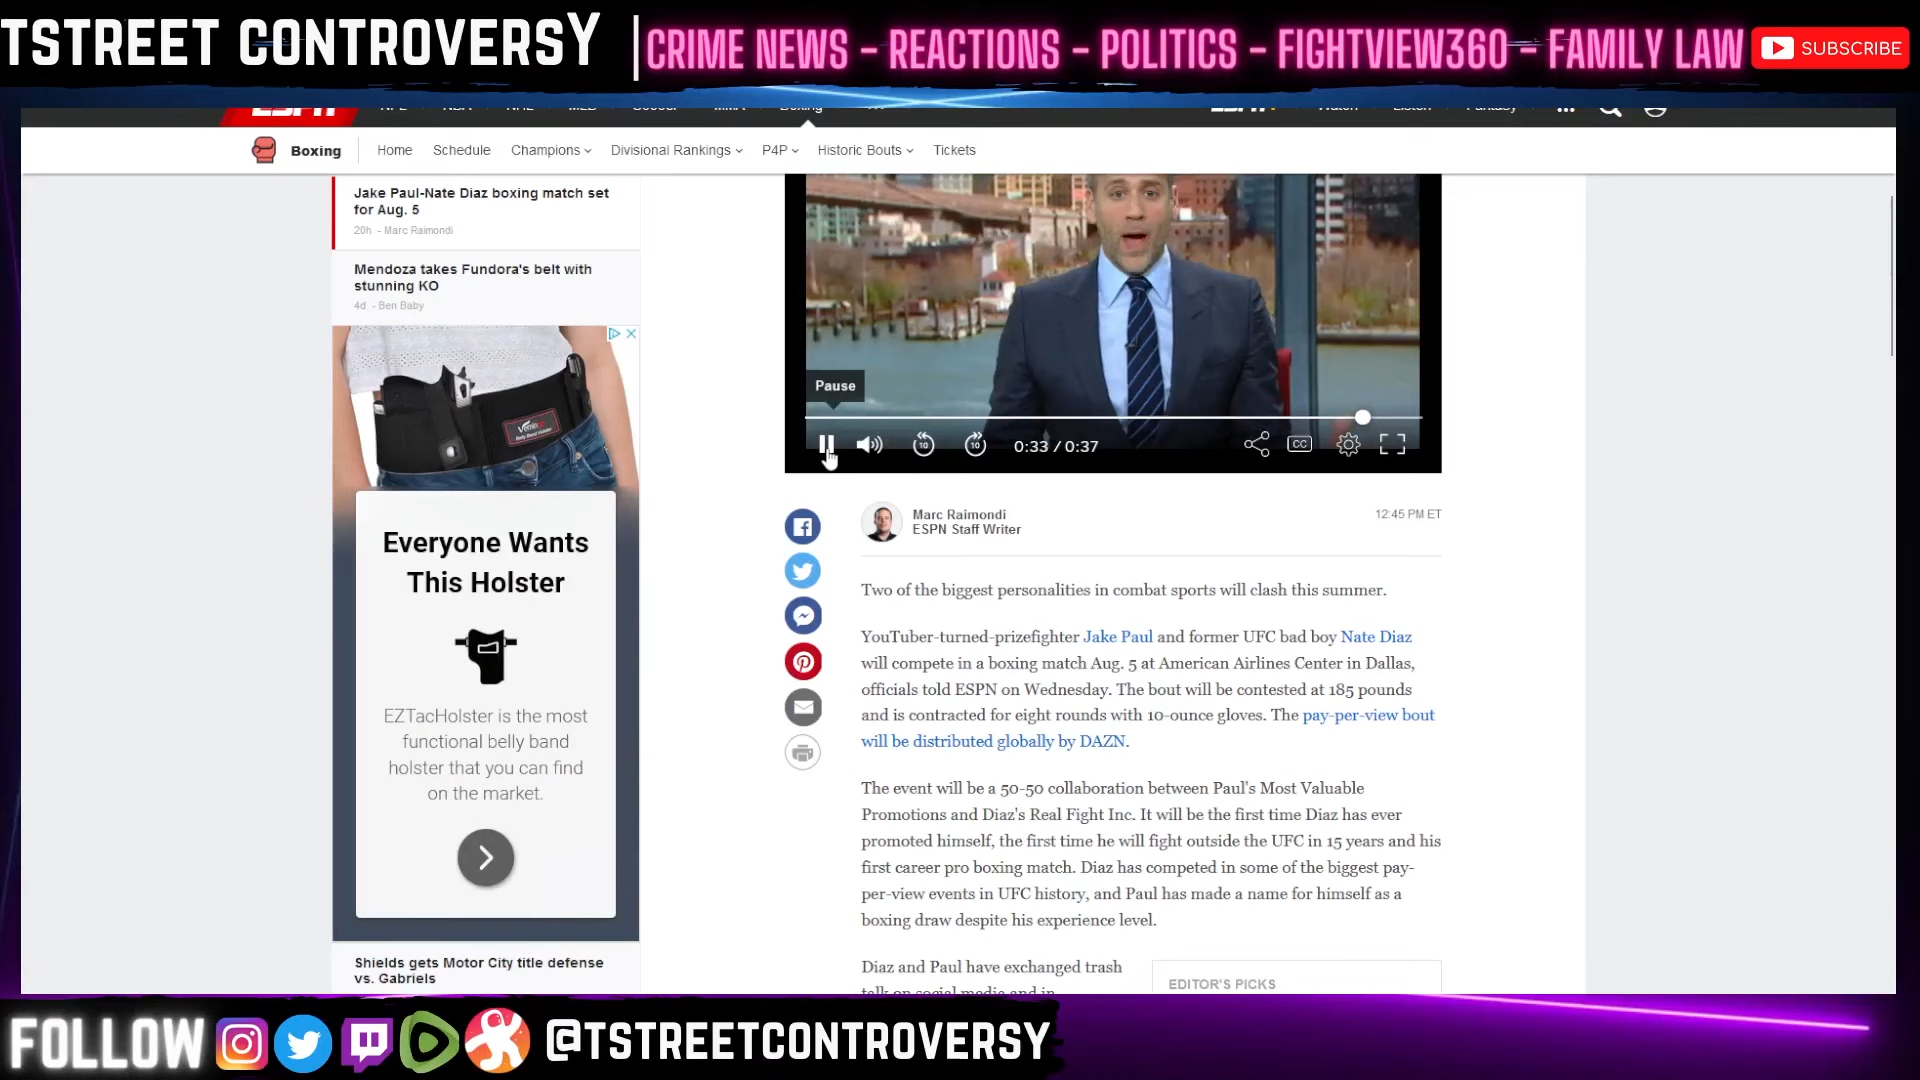 TSTREET CONTROVERSY
CRIME NEWS - REACTIONS - POLITICS - FIGHTVIEW360 - FAMILY LAW
SUBSCRIBE
Boxing
Home
Schedule
Champions
Divisional Rankings
P4P
Historic Bouts
Tickets
Jake Paul-Nate Diaz boxing match set
for Aug. 5
20h - Marc Raimondi
Mendoza takes Fundora's belt with
stunning KO
4d - Ben Baby
Everyone Wants
This Holster
EZTacHolster is the most
functional belly band
holster that you can find
on the market.
Shields gets Motor City title defense
vs. Gabriels
Pause
10
10
0:33 / 0:37
CC
Marc Raimondi
ESPN Staff Writer
12:45 PM ET
Two of the biggest personalities in combat sports will clash this summer.
YouTuber-turned-prizefighter Jake Paul and former UFC bad boy Nate Diaz
will compete in a boxing match Aug. 5 at American Airlines Center in Dallas,
officials told ESPN on Wednesday. The bout will be contested at 185 pounds
and is contracted for eight rounds with 10-ounce gloves. The pay-per-view bout
will be distributed globally by DAZN.
The event will be a 50-50 collaboration between Paul's Most Valuable
Promotions and Diaz's Real Fight Inc. It will be the first time Diaz has ever
promoted himself, the first time he will fight outside the UFC in 15 years and his
first career pro boxing match. Diaz has competed in some of the biggest pay-
per-view events in UFC history, and Paul has made a name for himself as a
boxing draw despite his experience level.
Diaz and Paul have exchanged trash
talk on social media and in
EDITOR'S PICKS
FOLLOW
@TSTREETCONTROVERSY